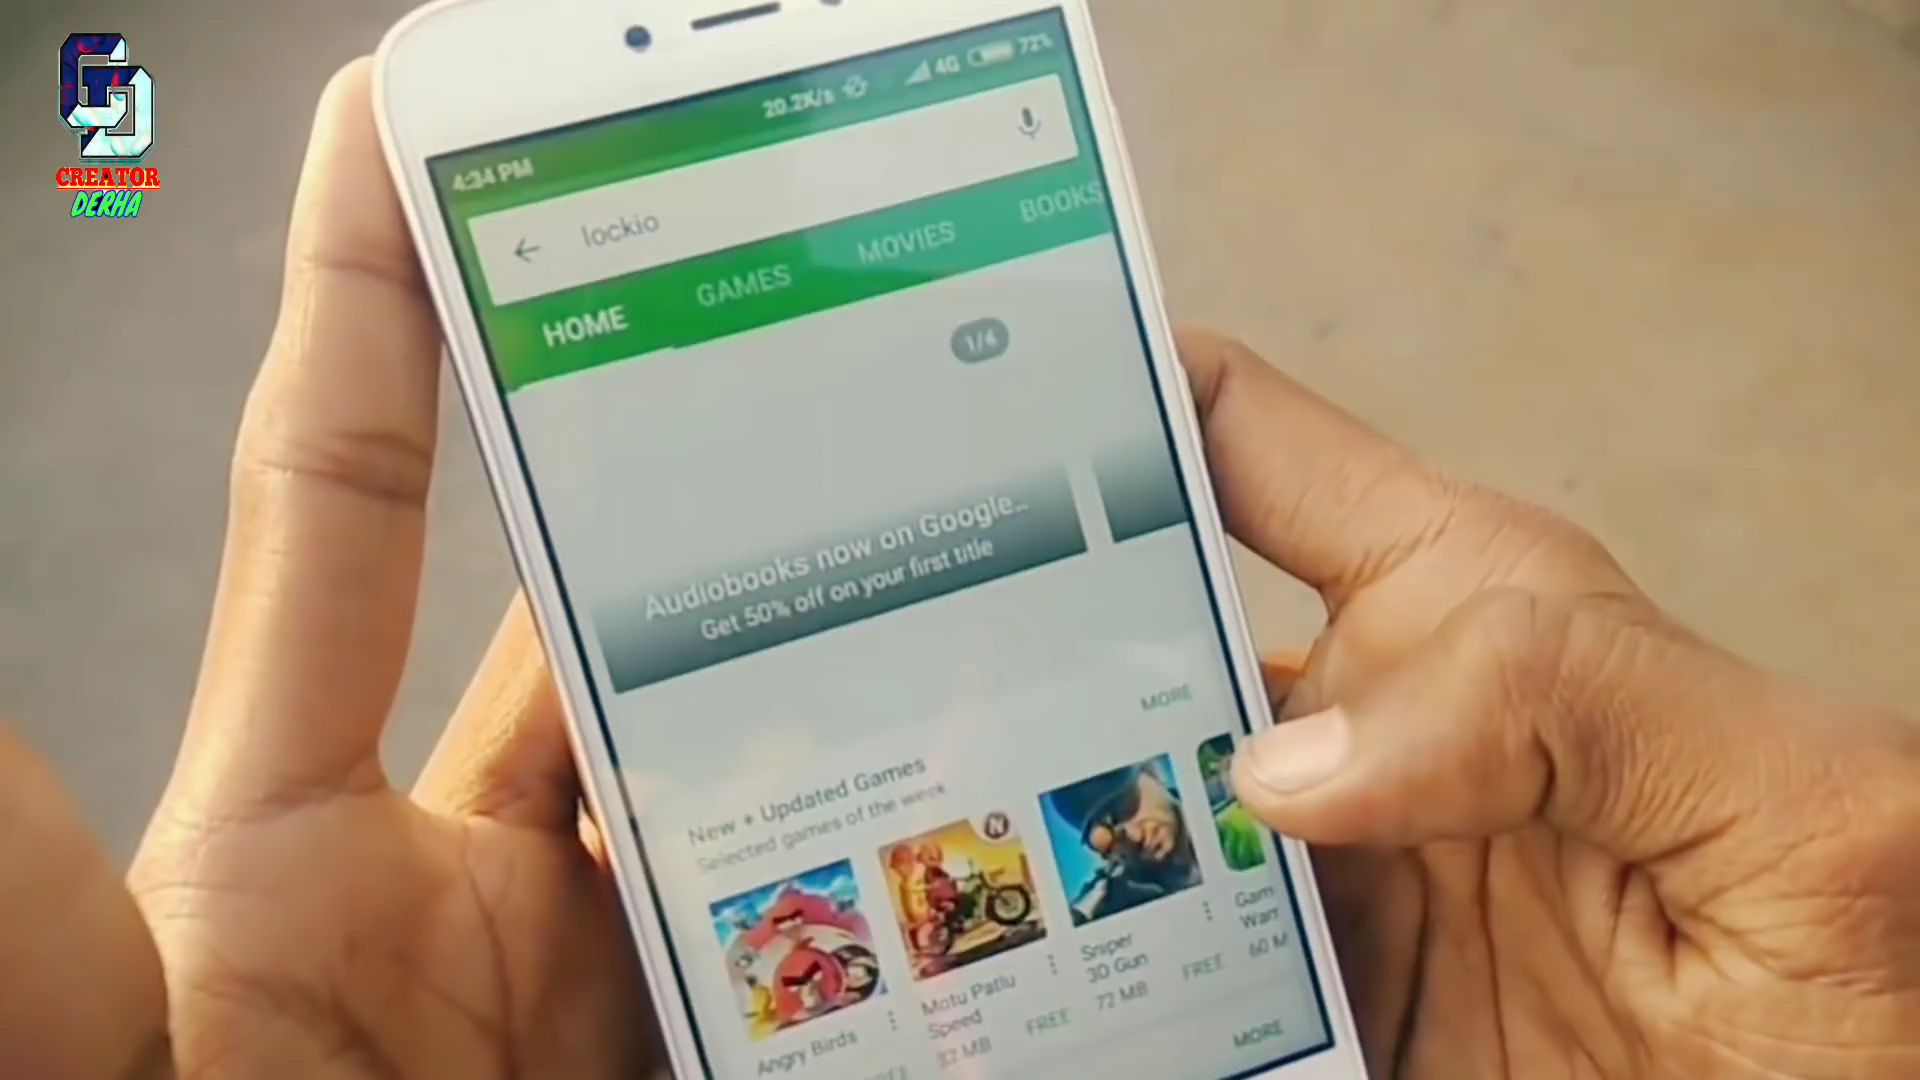 CREATOR
DERHA
4:34 PM
20.2K/s
4G
72%
lockio
HOME
GAMES
MOVIES
BOOKS
1/4
Audiobooks now on Google...
Get 50% off on your first title
MORE
New + Updated Games
Selected games of the week
Angry Birds
Motu Patlu
Speed
32 MB
FREE
Sniper
3D Gun
72 MB
FREE
60 M
MORE